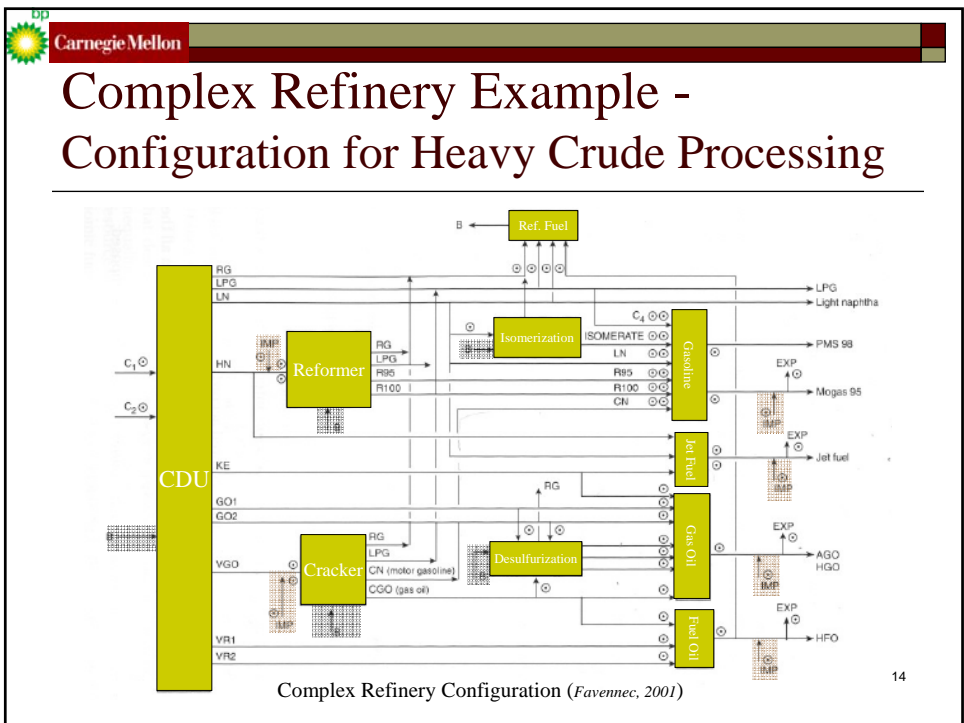 bp
Carnegie Mellon
Complex Refinery Example -
Configuration for Heavy Crude Processing
B
Ref. Fuel
RG
LPG
LN
LPG
Light naphtha
C4
IMP
Isomerization
ISOMERATE
LN
PMS 98
Gasoline
C1
HN
Reformer
RG
LPG
R95
R100
R95
R100
CN
EXP
Mogas 95
IMP
C2
EXP
Jet Fuel
Jet fuel
IMP
CDU
KE
RG
GO1
GO2
Gas Oil
EXP
RG
LPG
Desulfurization
AGO
HGO
VGO
Cracker
CN (motor gasoline)
CGO (gas oil)
IMP
IMP
EXP
Fuel Oil
HFO
VR1
VR2
IMP
Complex Refinery Configuration (Favennec, 2001)
14